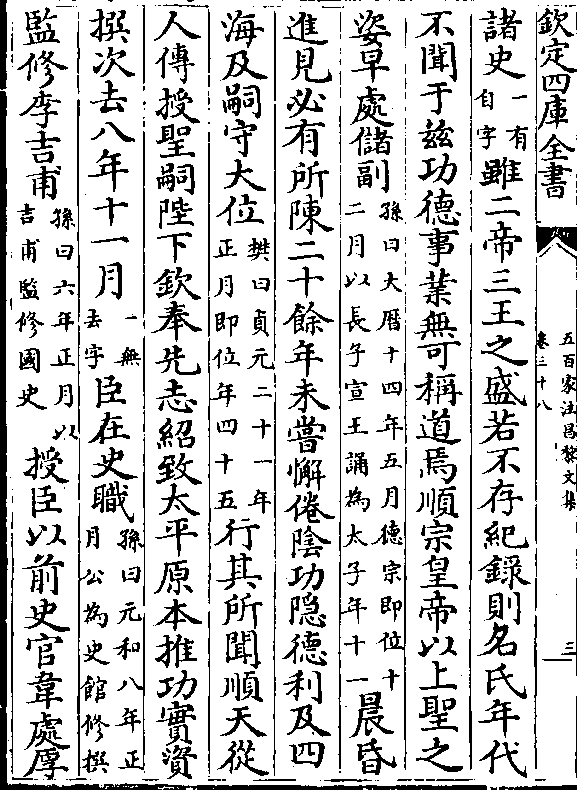 欽定四庫全書
五百家注昌黎文集
卷三十八
三
諸史一有自字雖二帝三王之盛若不存紀錄則名氏年代
不聞于茲功德事業無可稱道焉順宗皇帝以上聖之
姿早處儲副孫曰大暦十四年五月德宗即位十二月以長子宣王誦為太子年十一晨昏
進見必有所陳二十餘年未嘗懈倦陰功隠德利及四
海及嗣守大位樊曰貞元二十一年正月即位年四十五行其所聞順天從
人傳授聖嗣陛下欽奉先志紹致太平原本推功實資
撰次去八年十一月一無去字臣在史職孫曰元和八年正月公為史館修撰
監修李吉甫孫曰六年正月以吉甫監修國史授臣以前史官韋處厚